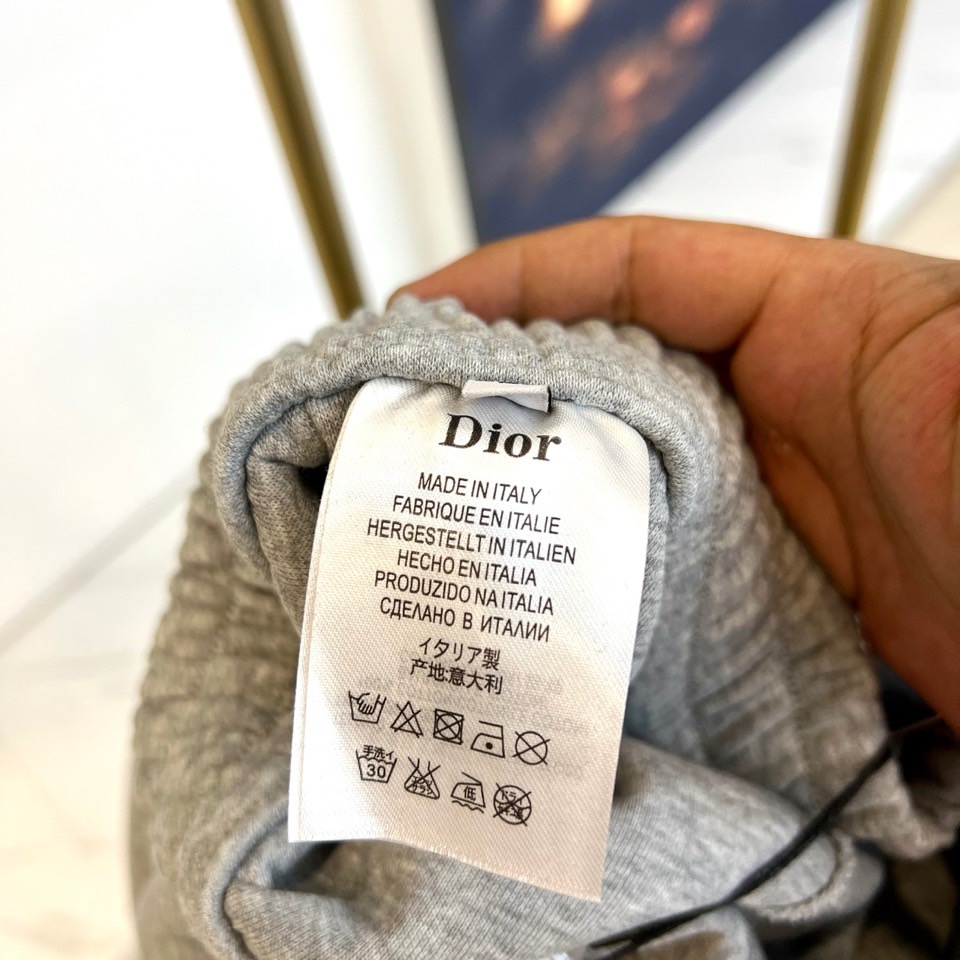 Dior
MADE IN ITALY
FABRIQUE EN ITALIE
HERGESTELLT IN ITALIEN
HECHO EN ITALIA
PRODUZIDO NA ITALIA
СДЕЛАНО В ИТАЛИИ
イタリア製
产地:意大利
手洗イ
30
低